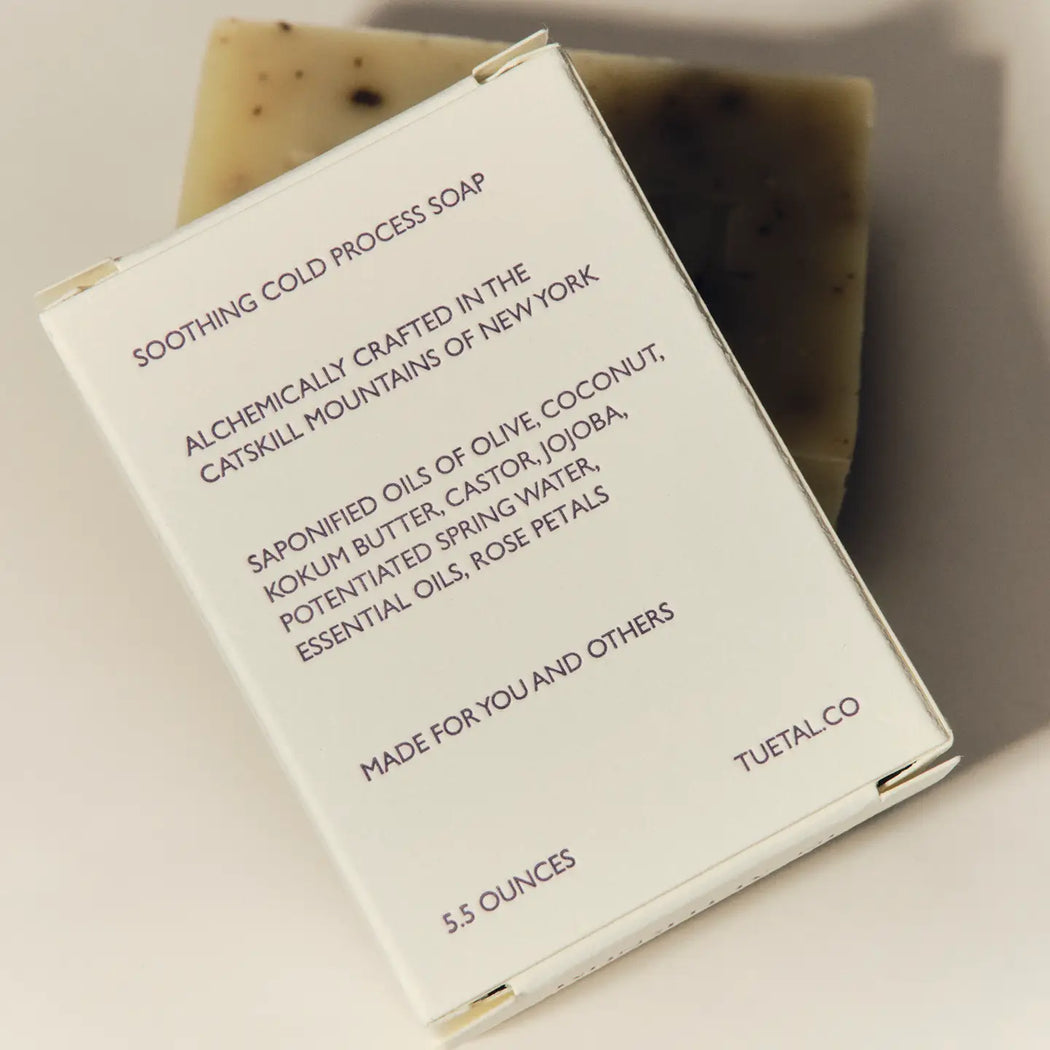 SOOTHING COLD PROCESS SOAP
ALCHEMICALLY CRAFTED IN THE
CATSKILL MOUNTAINS OF NEW YORK
SAPONIFIED OILS OF OLIVE, COCONUT,
KOKUM BUTTER, CASTOR, JOJOBA,
POTENTIATED SPRING WATER,
ESSENTIAL OILS, ROSE PETALS
MADE FOR YOU AND OTHERS
TUETAL.CO
5.5 OUNCES